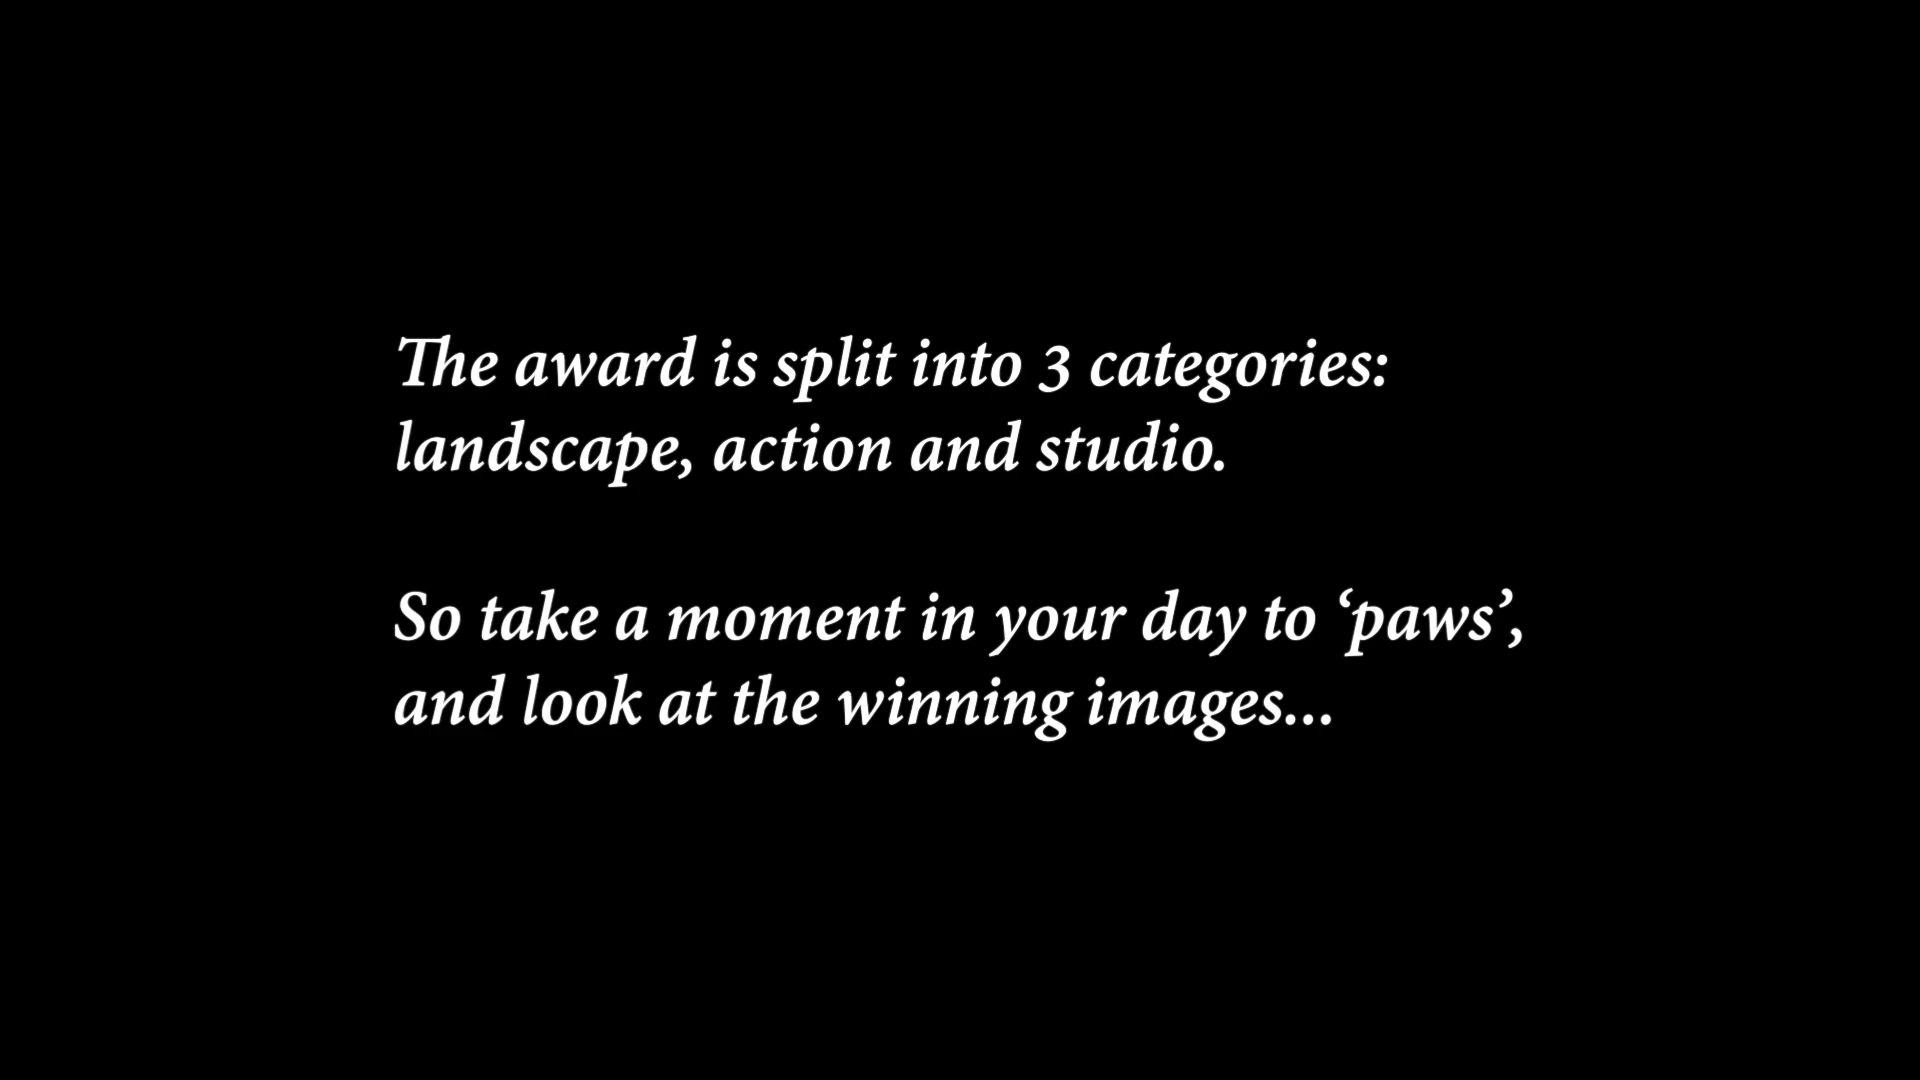 The award is split into 3 categories:
landscape, action and studio.
So take a moment in your day to ‘paws’,
and look at the winning images...